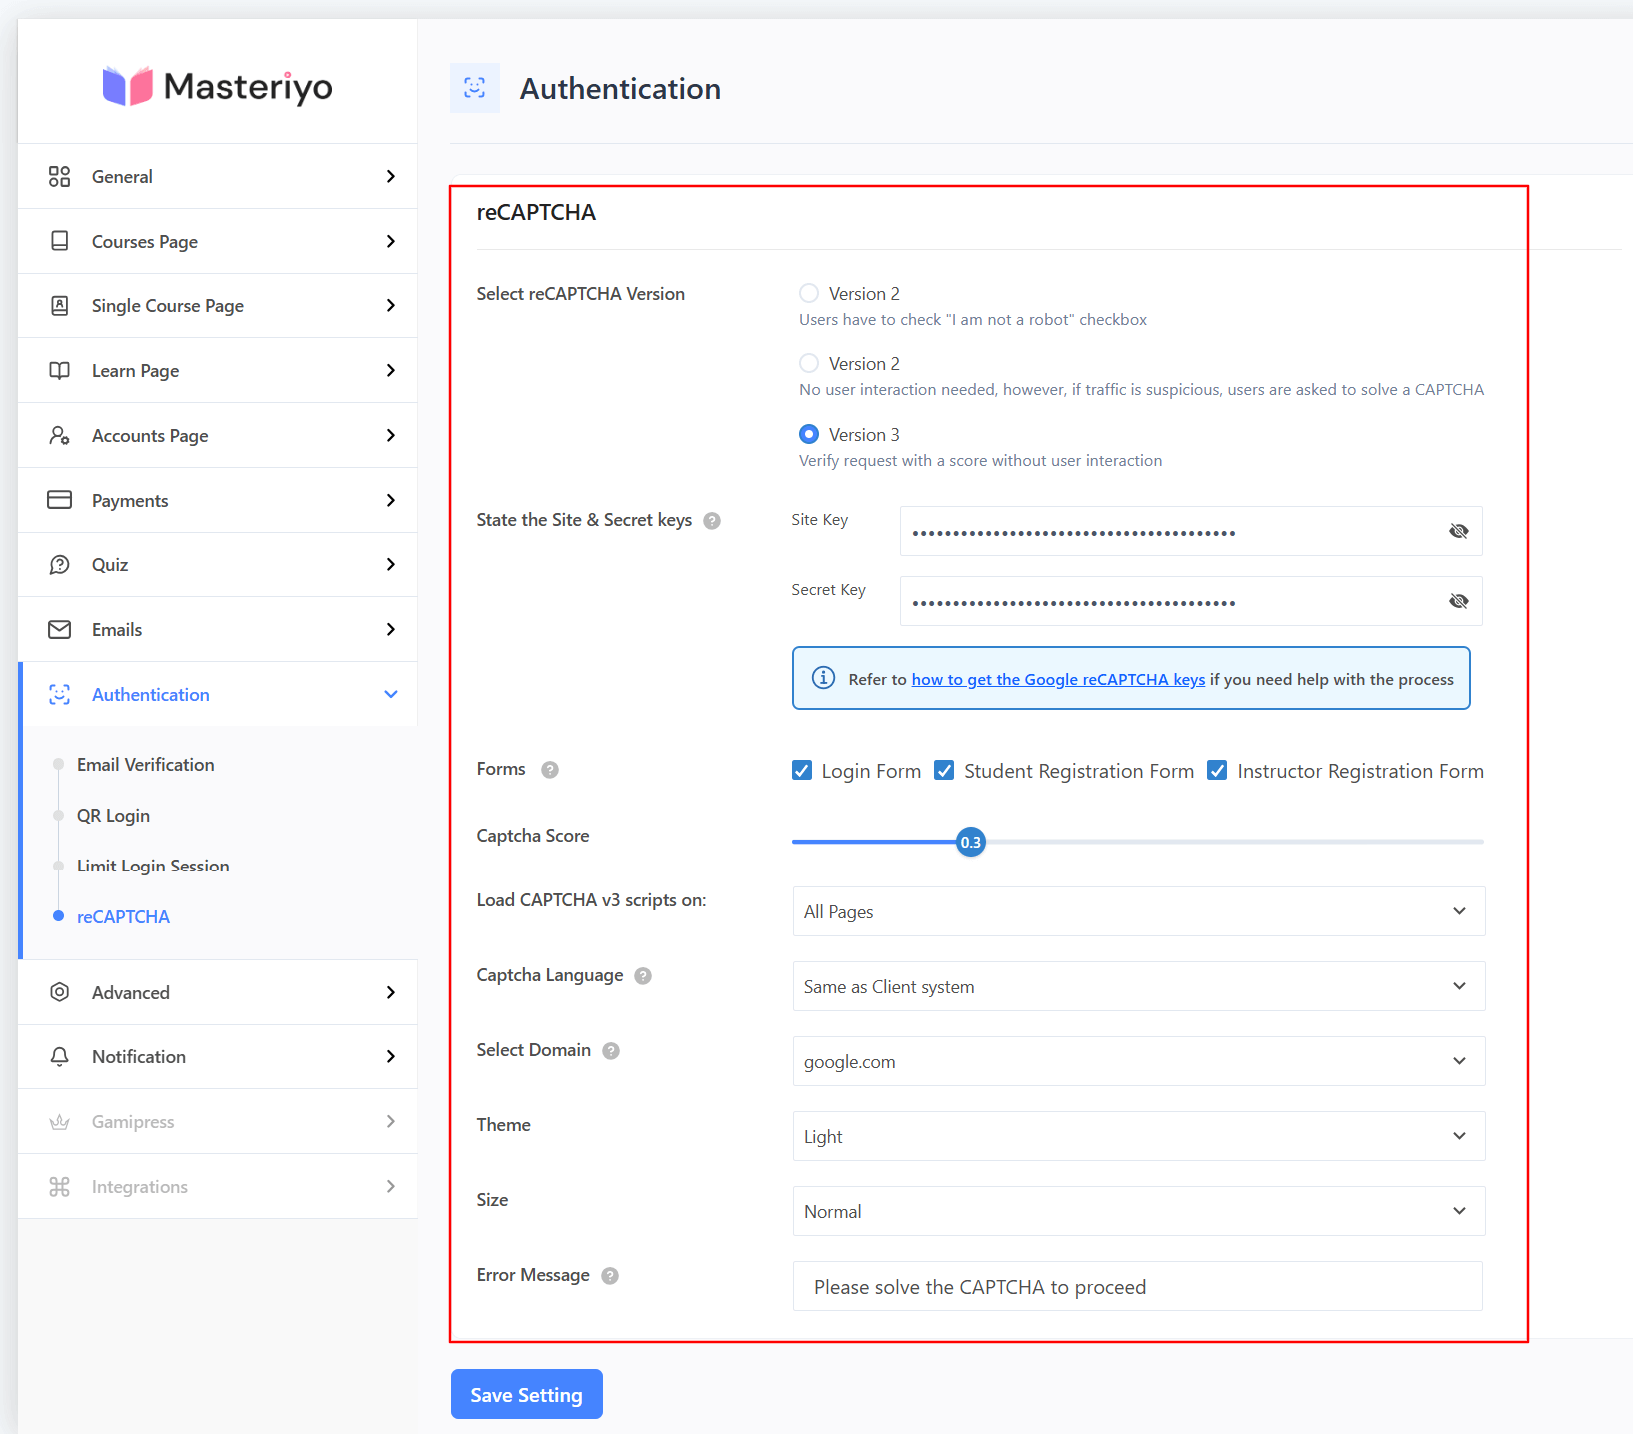 Masteriyo
General
Courses Page
Single Course Page
Learn Page
Accounts Page
Payments
Quiz
Emails
Authentication
Email Verification
QR Login
Limit Login Session
reCAPTCHA
Advanced
Notification
Gamipress
Integrations
Authentication
reCAPTCHA
Select reCAPTCHA Version
Version 2
Users have to check "I am not a robot" checkbox
Version 2
No user interaction needed, however, if traffic is suspicious, users are asked to solve a CAPTCHA
Version 3
Verify request with a score without user interaction
State the Site & Secret keys ?
Site Key
Secret Key
Refer to how to get the Google reCAPTCHA keys if you need help with the process
Forms ?
Login Form Student Registration Form Instructor Registration Form
Captcha Score
0.3
Load CAPTCHA v3 scripts on:
All Pages
Captcha Language ?
Same as Client system
Select Domain ?
google.com
Theme
Light
Size
Normal
Error Message ?
Please solve the CAPTCHA to proceed
Save Setting